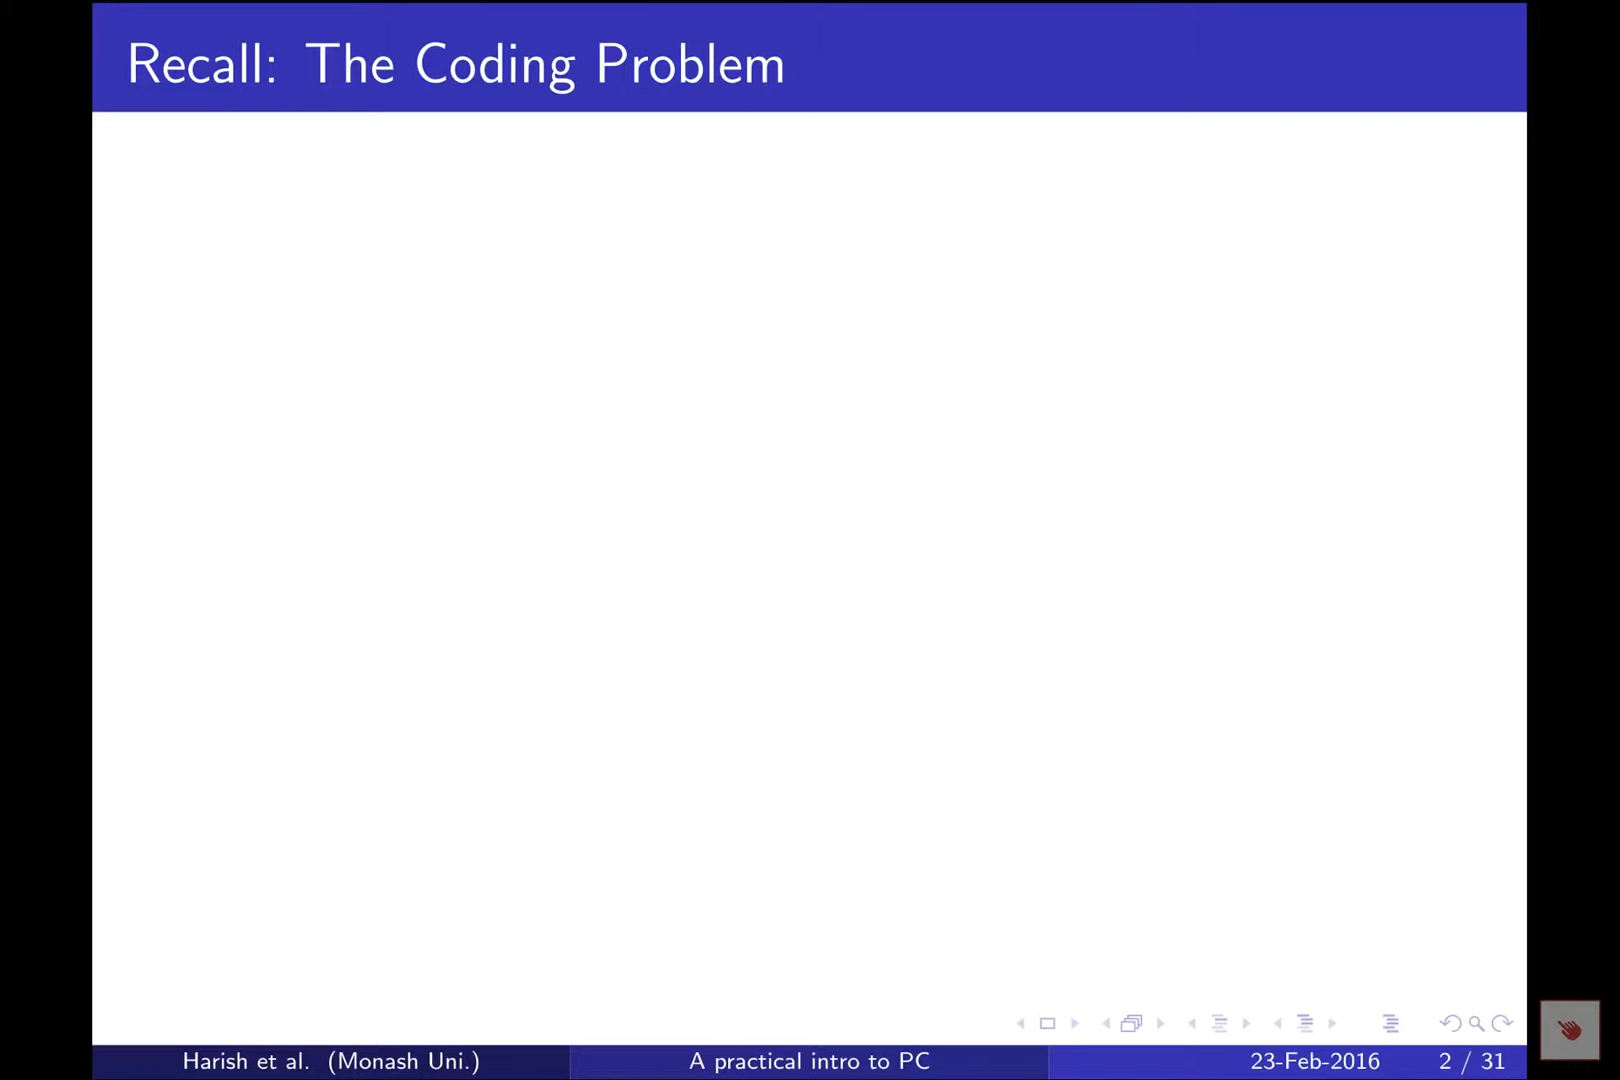 Recall: The Coding Problem
Harish et al. (Monash Uni.) A practical intro to PC 23-Feb-2016 2 / 31